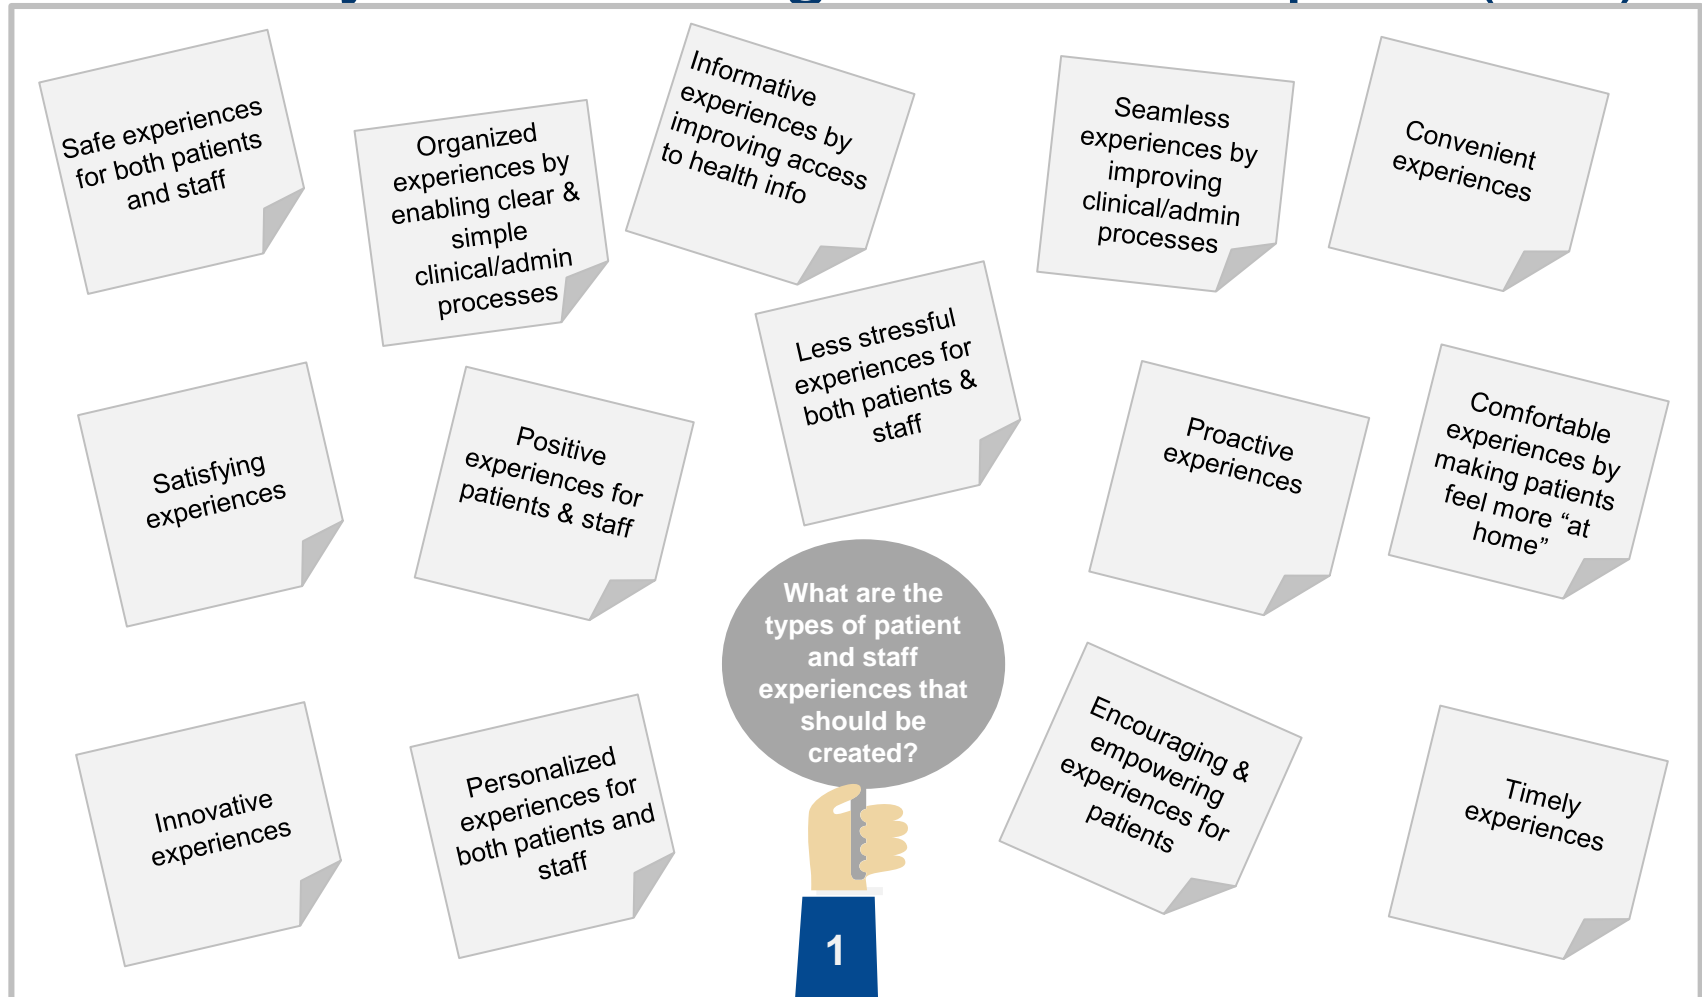 Safe experiences
for both patients
and staff
Organized
experiences by
enabling clear &
simple
clinical/admin
processes
Informative
experiences by
improving access
to health info
Seamless
experiences by
improving
clinical/admin
processes
Convenient
experiences
Less stressful
experiences for
both patients &
staff
Satisfying
experiences
Positive
experiences for
patients & staff
Proactive
experiences
Comfortable
experiences by
making patients
feel more “at
home”
What are the
types of patient
and staff
experiences that
should be
created?
Innovative
experiences
Personalized
experiences for
both patients and
staff
Encouraging &
empowering
experiences for
patients
Timely
experiences
1